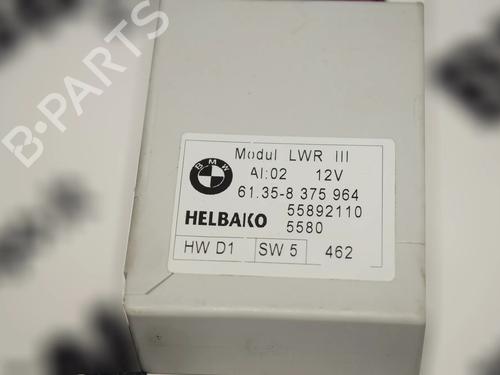 B-PARTS
BMW
Modul LWR III
AI:02 12V
61.35-8 375 964
HELBAKO 55892110
5580
HW D1 SW 5 462